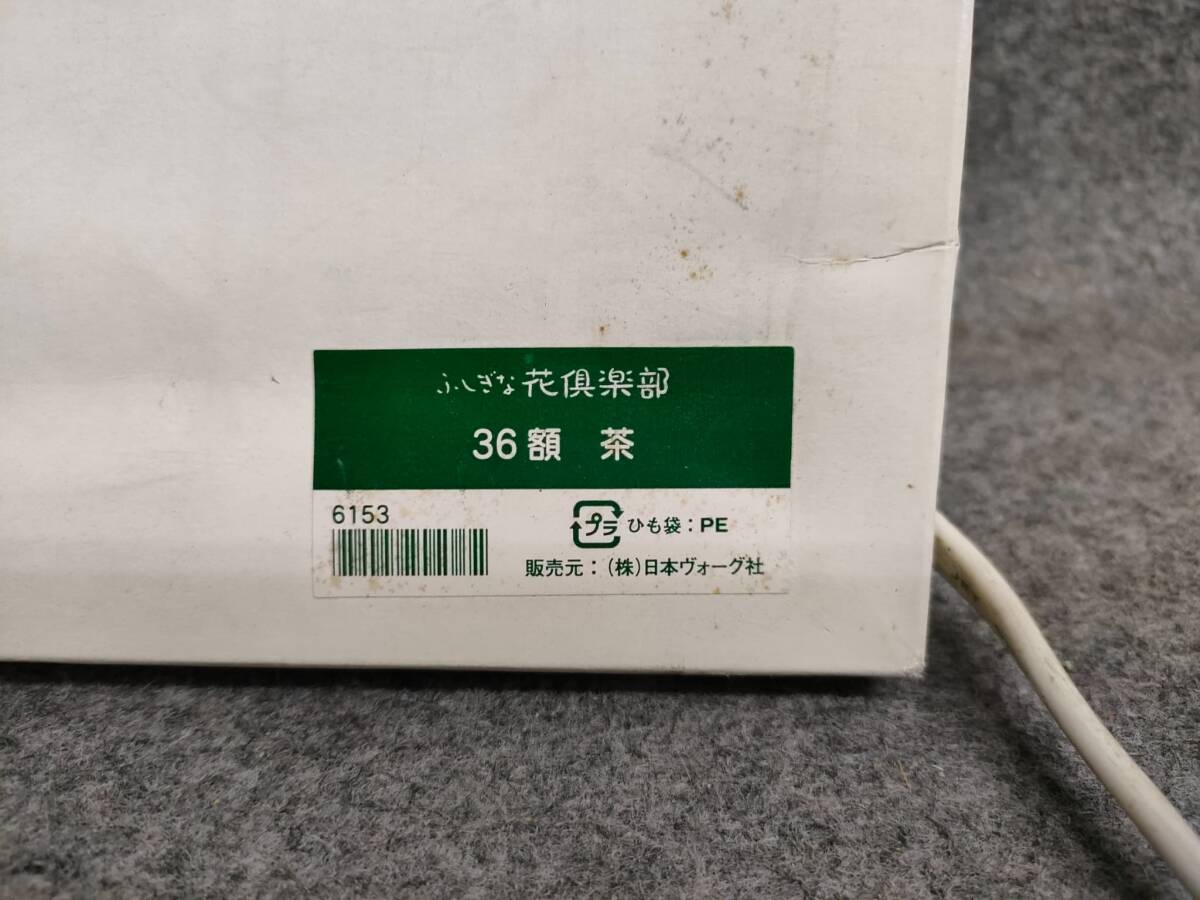 ふしぎな花倶楽部
36額 茶
6153
プラ ひも袋：PE
販売元：（株）日本ヴォーグ社